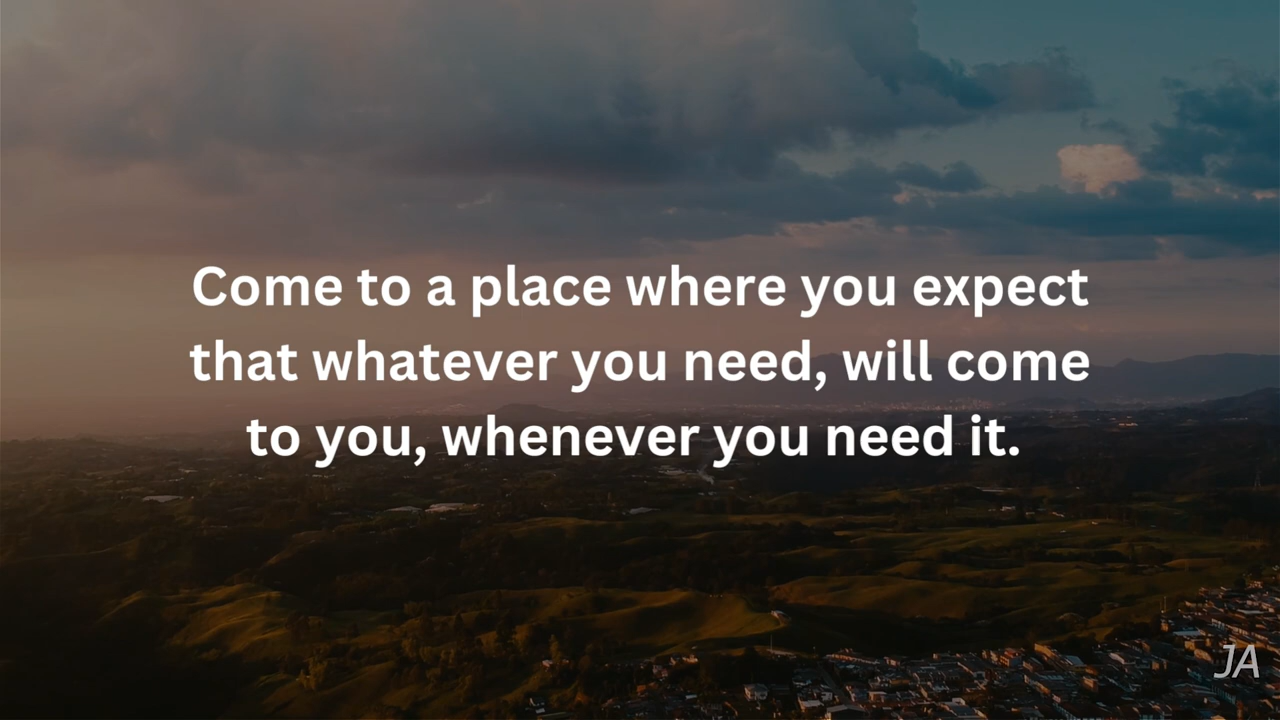 Come to a place where you expect
that whatever you need, will come
to you, whenever you need it.
JA